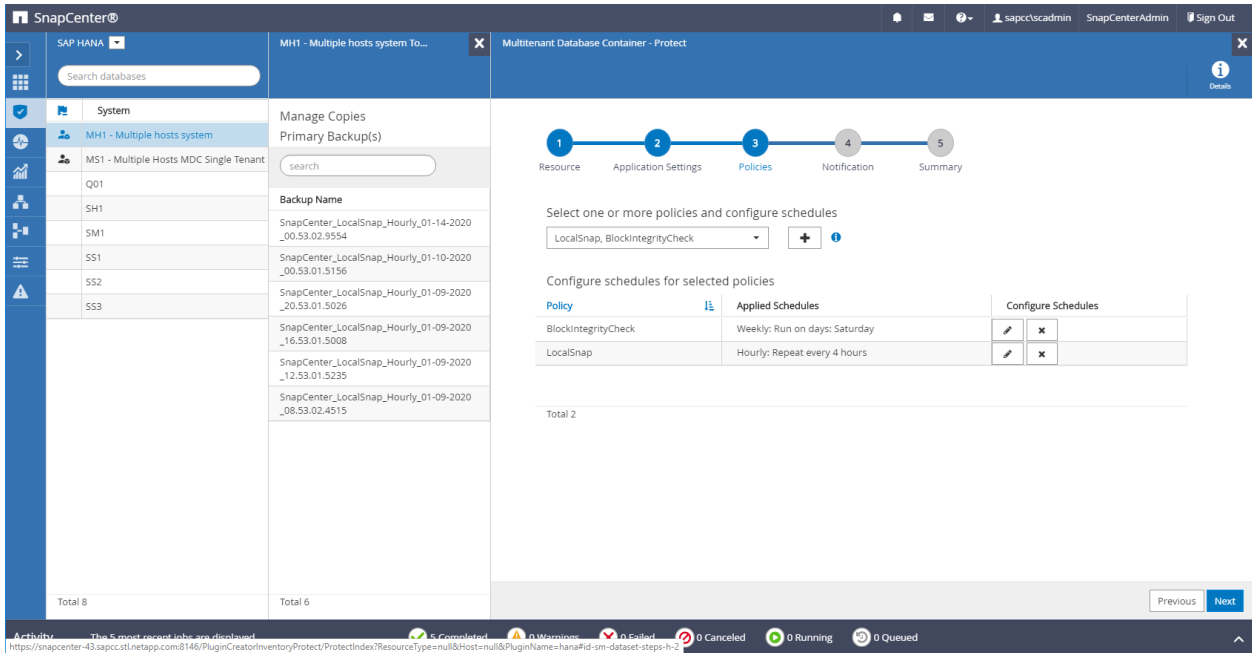 SnapCenter®
sapcc\scadmin SnapCenterAdmin Sign Out
SAP HANA
Search databases
System
MH1 - Multiple hosts system
MS1 - Multiple Hosts MDC Single Tenant
Q01
SH1
SM1
SS1
SS2
SS3
Total 8
MH1 - Multiple hosts system To...
Manage Copies
Primary Backup(s)
search
Backup Name
SnapCenter_LocalSnap_Hourly_01-14-2020
_00.53.02.9554
SnapCenter_LocalSnap_Hourly_01-10-2020
_00.53.01.5156
SnapCenter_LocalSnap_Hourly_01-09-2020
_20.53.01.5026
SnapCenter_LocalSnap_Hourly_01-09-2020
_16.53.01.5008
SnapCenter_LocalSnap_Hourly_01-09-2020
_12.53.01.5235
SnapCenter_LocalSnap_Hourly_01-09-2020
_08.53.02.4515
Total 6
Multitenant Database Container - Protect
Details
1 2 3 4 5
Resource Application Settings Policies Notification Summary
Select one or more policies and configure schedules
LocalSnap, BlockIntegrityCheck
Configure schedules for selected policies
Policy Applied Schedules Configure Schedules
BlockIntegrityCheck Weekly: Run on days: Saturday
LocalSnap Hourly: Repeat every 4 hours
Total 2
Previous Next
Activity The 5 most recent jobs are displayed 5 Completed 0 Warnings 0 Failed 0 Canceled 0 Running 0 Queued
https://snapcenter-43.sapcc.stl.netapp.com:8146/PluginCreatorInventoryProtect/ProtectIndex?ResourceType=null&Host=null&PluginName=hana#id-sm-dataset-steps-h-2